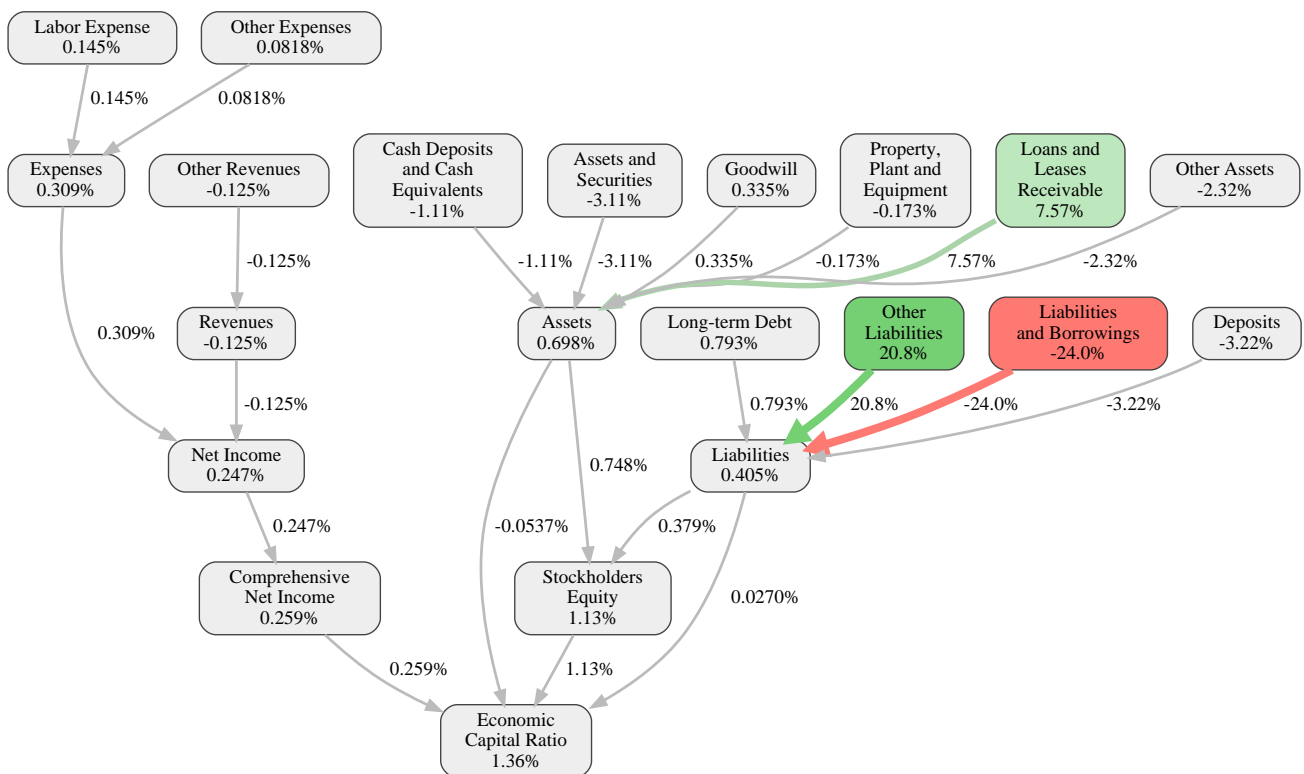 Labor Expense
0.145%
Other Expenses
0.0818%
0.145%
0.0818%
Expenses
0.309%
Other Revenues
-0.125%
Cash Deposits
and Cash
Equivalents
-1.11%
Assets and
Securities
-3.11%
Goodwill
0.335%
Property,
Plant and
Equipment
-0.173%
Loans and
Leases
Receivable
7.57%
Other Assets
-2.32%
-0.125%
-1.11%
-3.11%
0.335%
-0.173%
7.57%
-2.32%
0.309%
Revenues
-0.125%
Assets
0.698%
Long-term Debt
0.793%
Other
Liabilities
20.8%
Liabilities
and Borrowings
-24.0%
Deposits
-3.22%
-0.125%
0.793%
20.8%
-24.0%
-3.22%
Net Income
0.247%
0.748%
Liabilities
0.405%
0.247%
-0.0537%
0.379%
Comprehensive
Net Income
0.259%
Stockholders
Equity
1.13%
0.0270%
0.259%
1.13%
Economic
Capital Ratio
1.36%